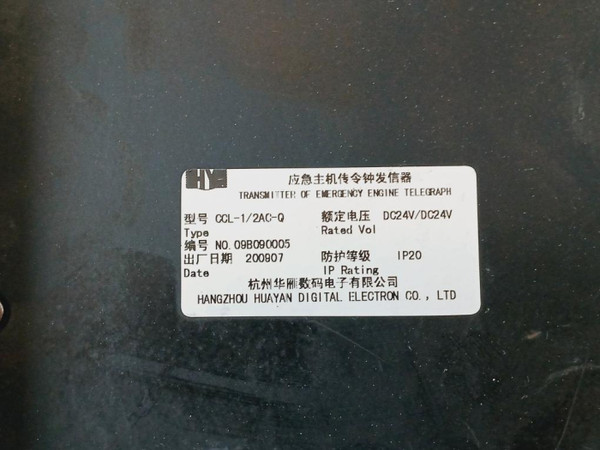 HYA
应急主机传令钟发信器
TRANSMITTER OF EMERGENCY ENGINE TELEGRAPH
型号 CCL-1/2AC-Q 额定电压 DC24V/DC24V
Type Rated Vol
编号 NO.09B090005
出厂日期 200907 防护等级 IP20
Date IP Rating
杭州华雁数码电子有限公司
HANGZHOU HUAYAN DIGITAL ELECTRON CO., LTD